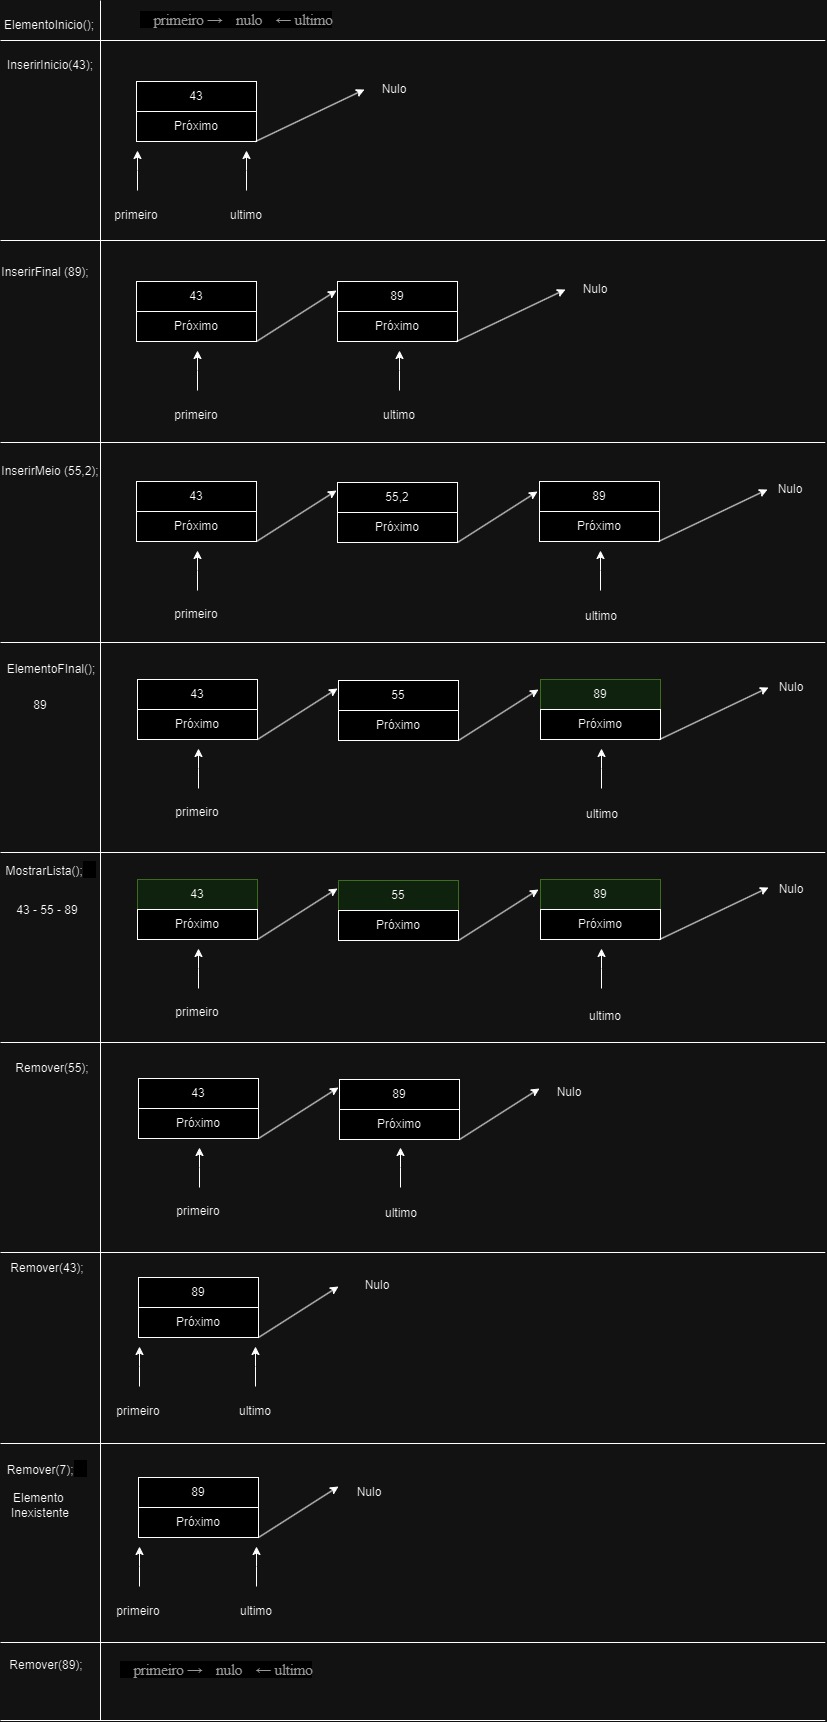 ElementoInicio();
primeiro → nulo ← ultimo
InserirInicio(43);
43
Nulo
Próximo
primeiro
ultimo
InserirFinal (89);
43
89
Nulo
Próximo
Próximo
primeiro
ultimo
InserirMeio (55,2);
43
55,2
89
Nulo
Próximo
Próximo
Próximo
primeiro
ultimo
ElementoFInal();
89
43
55
89
Nulo
Próximo
Próximo
Próximo
primeiro
ultimo
MostrarLista();
43 - 55 - 89
43
55
89
Nulo
Próximo
Próximo
Próximo
primeiro
ultimo
Remover(55);
43
89
Nulo
Próximo
Próximo
primeiro
ultimo
Remover(43);
89
Nulo
Próximo
primeiro
ultimo
Remover(7);
Elemento
Inexistente
89
Nulo
Próximo
primeiro
ultimo
Remover(89);
primeiro → nulo ← ultimo